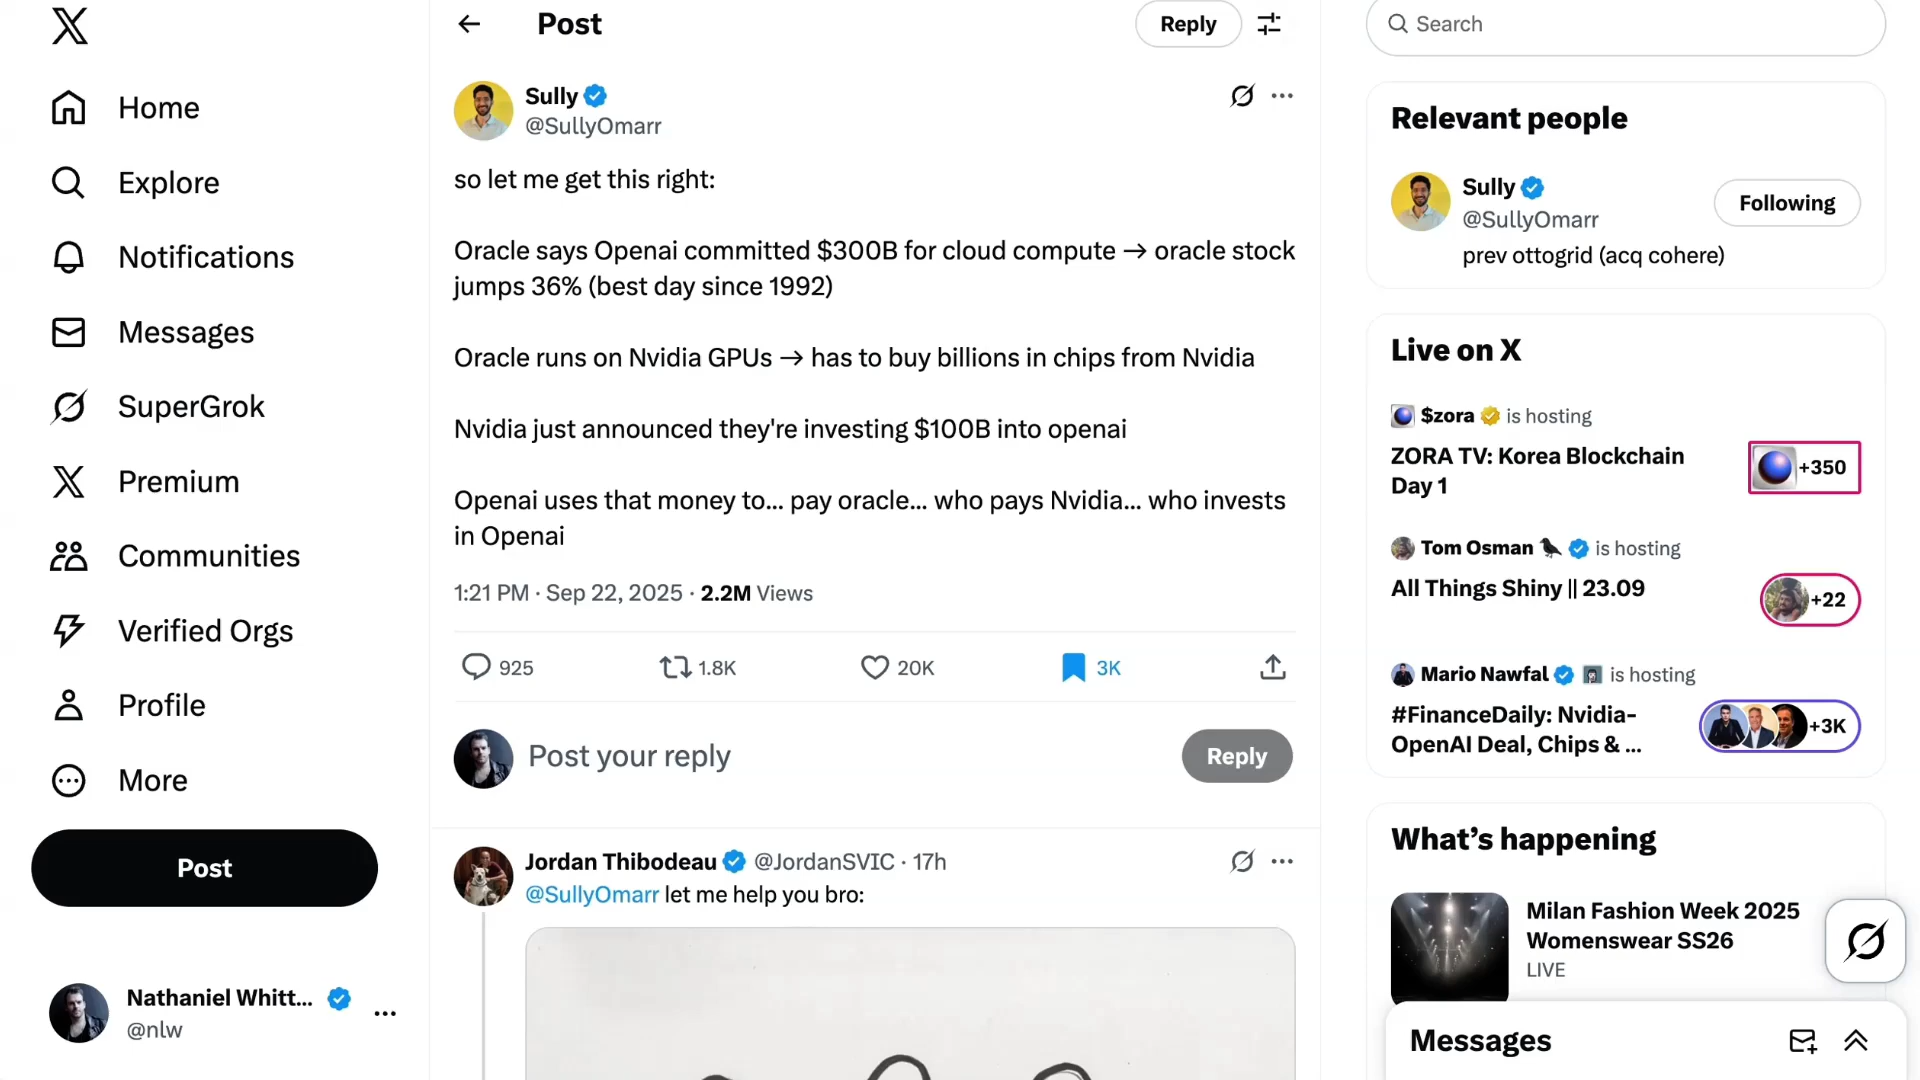 Home
Explore
Notifications
Messages
SuperGrok
Premium
Communities
Verified Orgs
Profile
More
Post
Nathaniel Whitt...
@nlw
Post
Reply
Sully
@SullyOmarr
so let me get this right:
Oracle says Openai committed $300B for cloud compute → oracle stock
jumps 36% (best day since 1992)
Oracle runs on Nvidia GPUs → has to buy billions in chips from Nvidia
Nvidia just announced they're investing $100B into openai
Openai uses that money to... pay oracle... who pays Nvidia... who invests
in Openai
1:21 PM · Sep 22, 2025 · 2.2M Views
925 1.8K 20K 3K
Post your reply
Reply
Jordan Thibodeau @JordanSVIC · 17h
@SullyOmarr let me help you bro:
Search
Relevant people
Sully
@SullyOmarr
Following
prev ottogrid (acq cohere)
Live on X
$zora is hosting
ZORA TV: Korea Blockchain
Day 1
+350
Tom Osman is hosting
All Things Shiny || 23.09
+22
Mario Nawfal is hosting
#FinanceDaily: Nvidia-
OpenAI Deal, Chips & ...
+3K
What's happening
Milan Fashion Week 2025
Womenswear SS26
LIVE
Messages